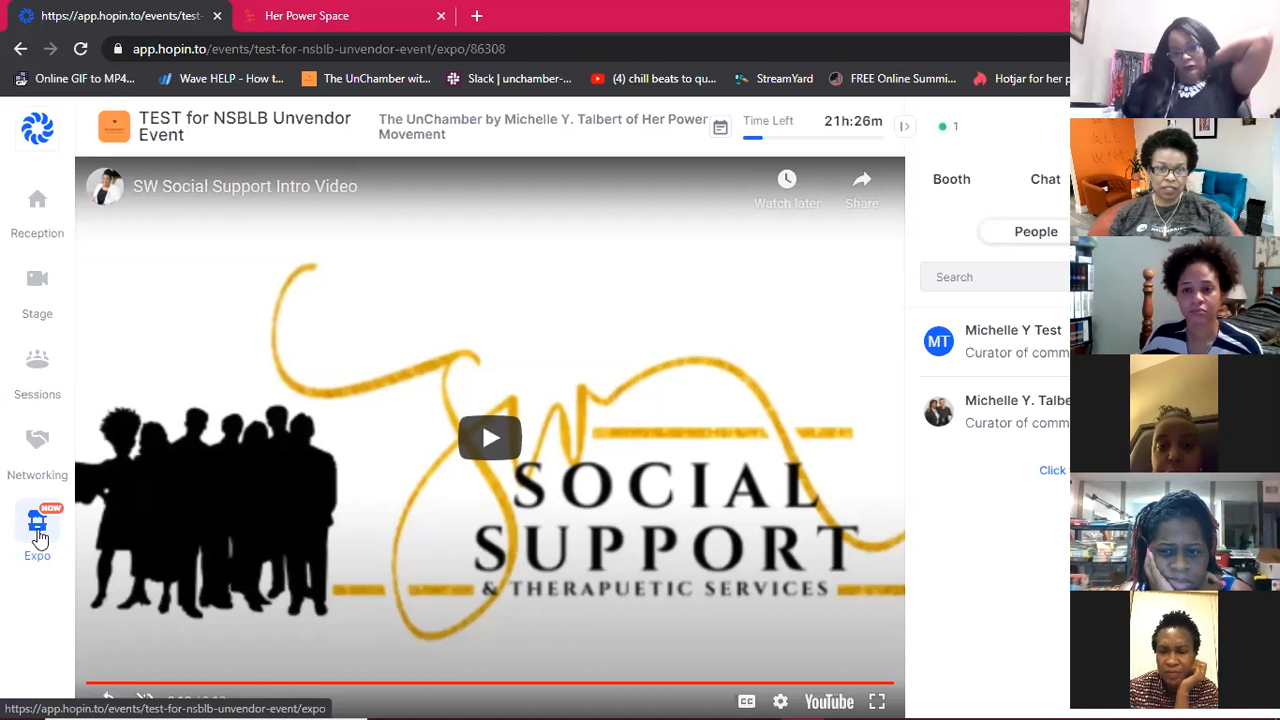 https://app.hopin.to/events/test-
Her Power Space
app.hopin.to/events/test-for-nsblb-unvendor-event/expo/86308
Online GIF to MP4...
Wave HELP - How t...
The UnChamber wit...
Slack | unchamber-...
(4) chill beats to qu...
StreamYard
FREE Online Summi...
Hotjar for her p
TEST for NSBLB Unvendor
Event
The UnChamber by Michelle Y. Talbert of Her Power
Movement
Time Left
21h:26m
1
SW Social Support Intro Video
Watch later
Share
Booth
Chat
People
Search
Michelle Y Test
Curator of comm
Michelle Y. Talbe
Curator of comm
Click
Reception
Stage
Sessions
Networking
NOW
Expo
MT
SW
SOCIAL
SUPPORT
CC
YouTube
https://app.hopin.to/events/test-for-nsblb-unvendor-event/expo